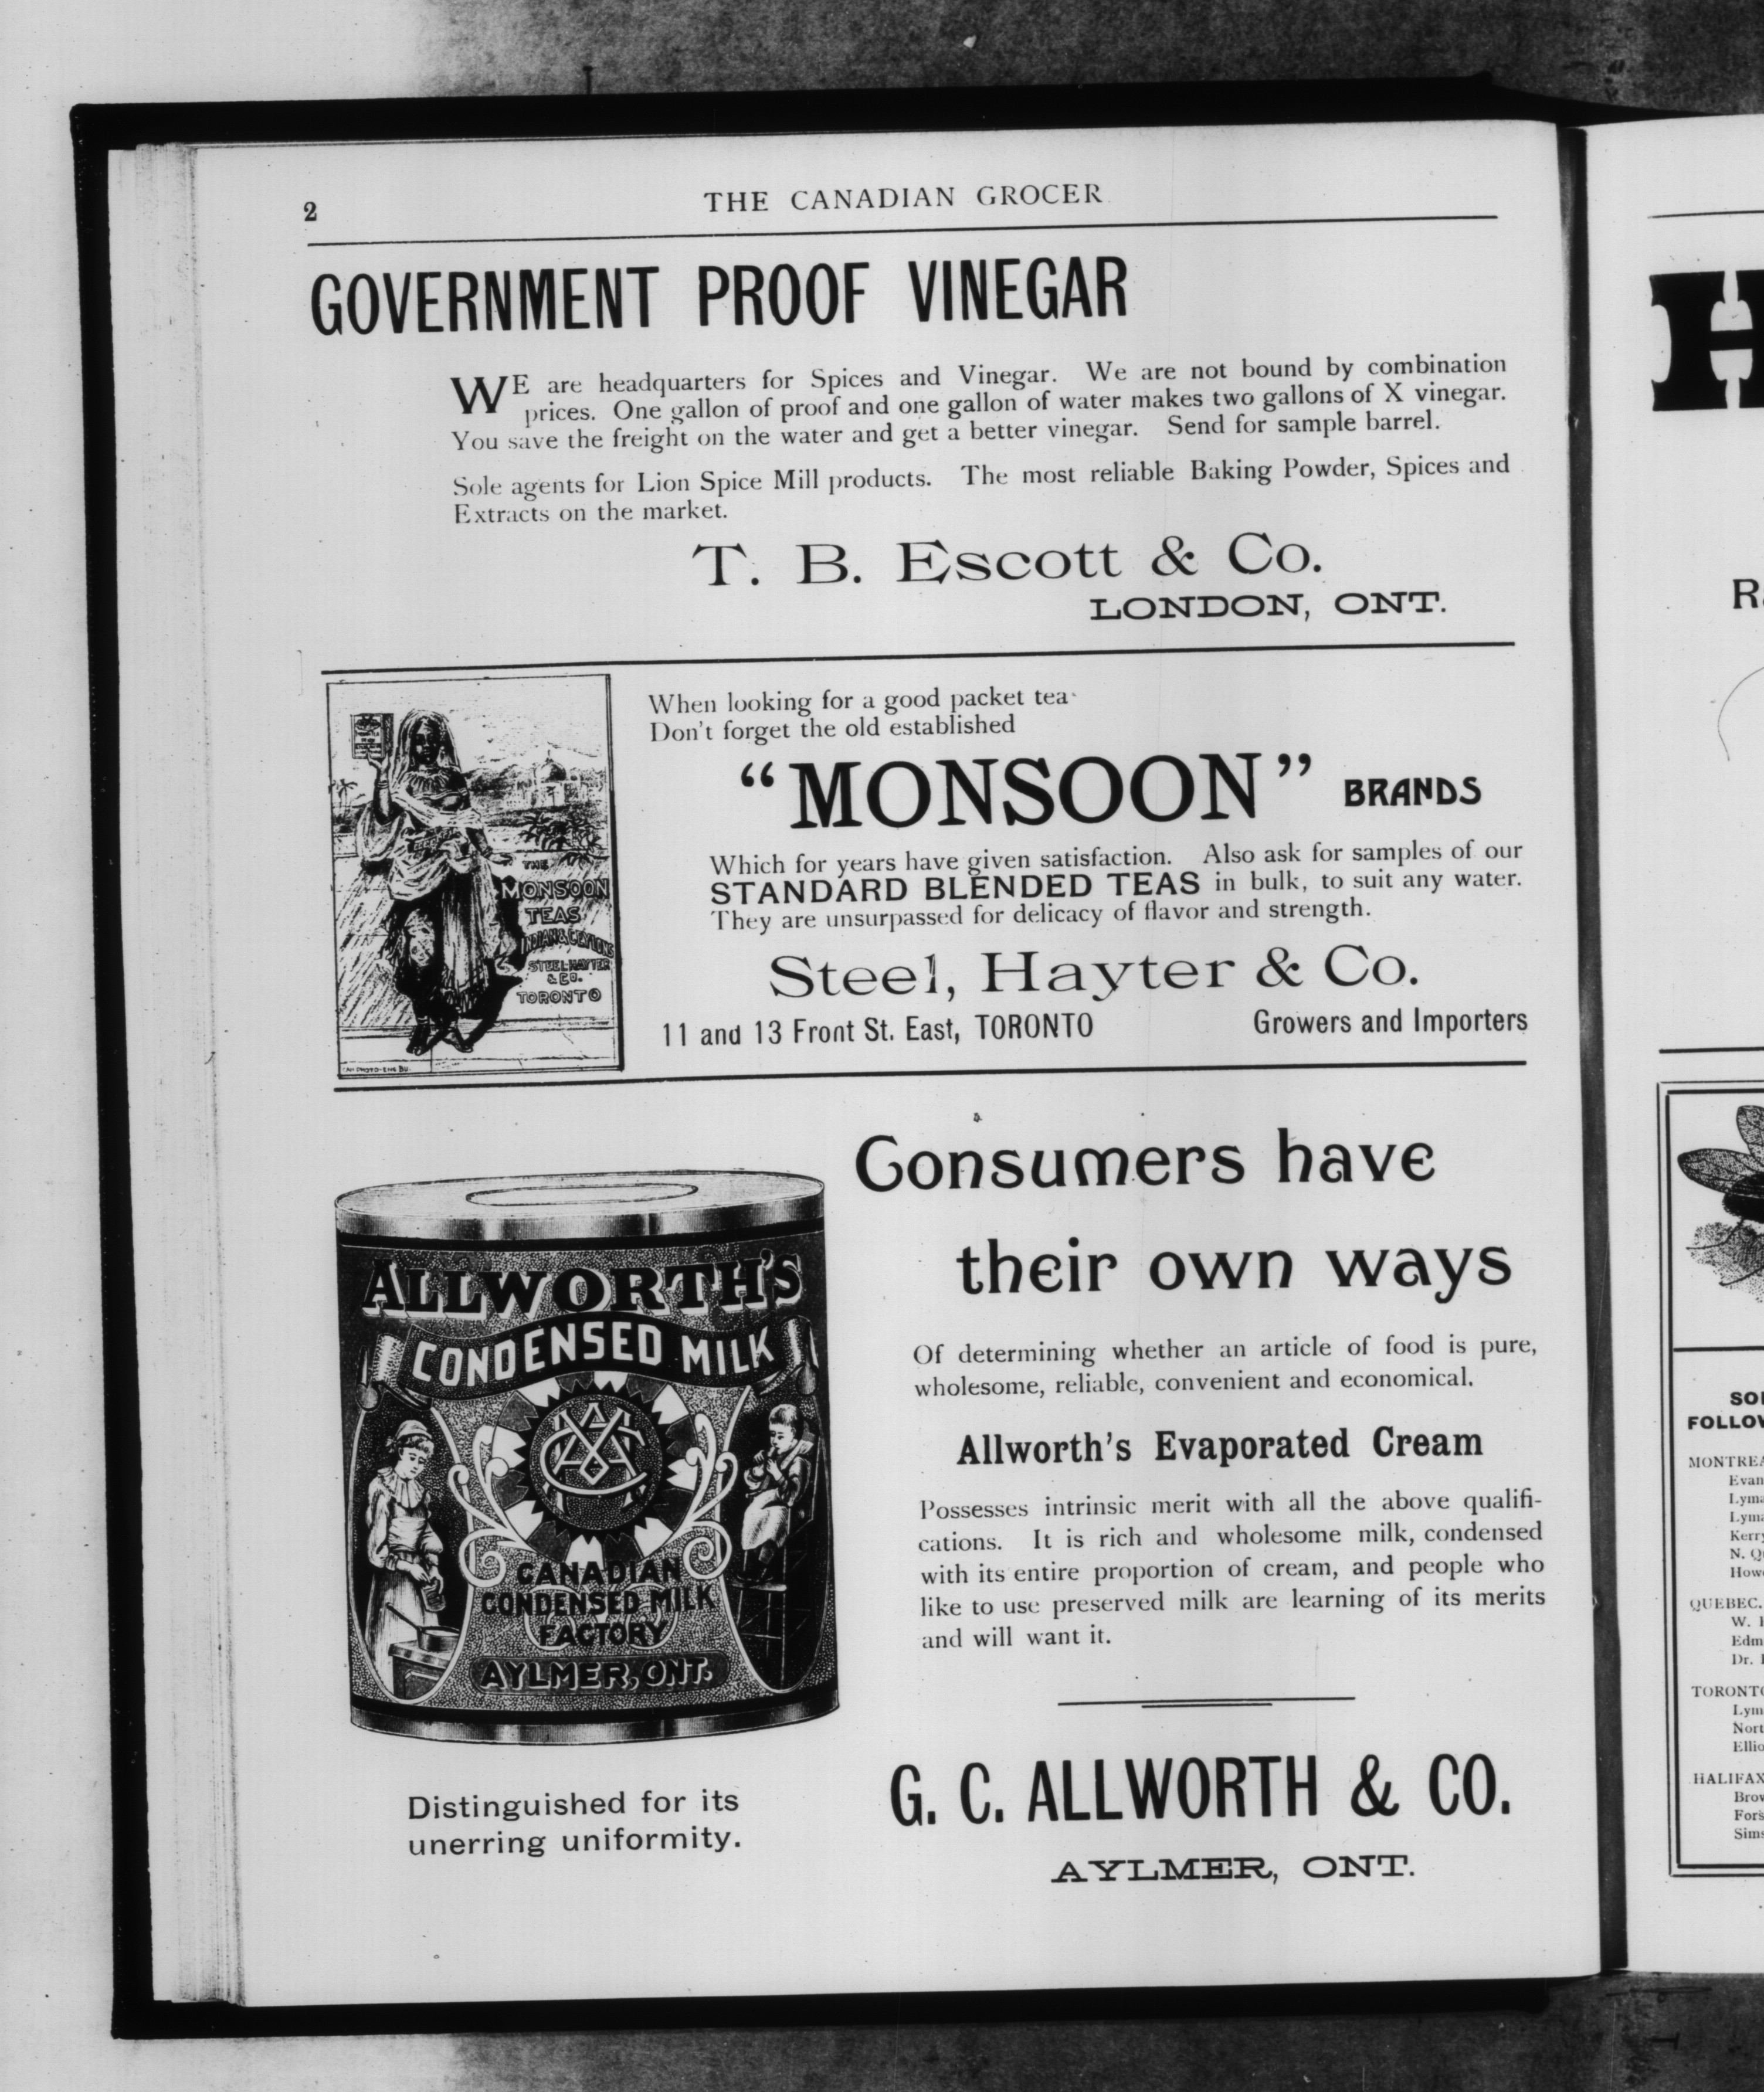 2
THE CANADIAN GROCER
GOVERNMENT PROOF VINEGAR
WE are headquarters for Spices and Vinegar. We are not bound by combination
prices. One gallon of proof and one gallon of water makes two gallons of X vinegar.
You save the freight on the water and get a better vinegar. Send for sample barrel.
Sole agents for Lion Spice Mill products. The most reliable Baking Powder, Spices and
Extracts on the market.
T. B. Escott & Co.
LONDON, ONT.
THE
MONSOON
TEAS
INDIAN & CEYLONS
STEEL HAYTER
& CO.
TORONTO
When looking for a good packet tea
Don't forget the old established
"MONSOON" BRANDS
Which for years have given satisfaction. Also ask for samples of our
STANDARD BLENDED TEAS in bulk, to suit any water.
They are unsurpassed for delicacy of flavor and strength.
Steel, Hayter & Co.
11 and 13 Front St. East, TORONTO Growers and Importers
ALLWORTH'S
CONDENSED MILK
CANADIAN
CONDENSED MILK
FACTORY
AYLMER, ONT.
Distinguished for its
unerring uniformity.
Consumers have
their own ways
Of determining whether an article of food is pure,
wholesome, reliable, convenient and economical.
Allworth's Evaporated Cream
Possesses intrinsic merit with all the above qualifi-
cations. It is rich and wholesome milk, condensed
with its entire proportion of cream, and people who
like to use preserved milk are learning of its merits
and will want it.
G. C. ALLWORTH & CO.
AYLMER, ONT.
H
QUEBEC.
W.
Dr.